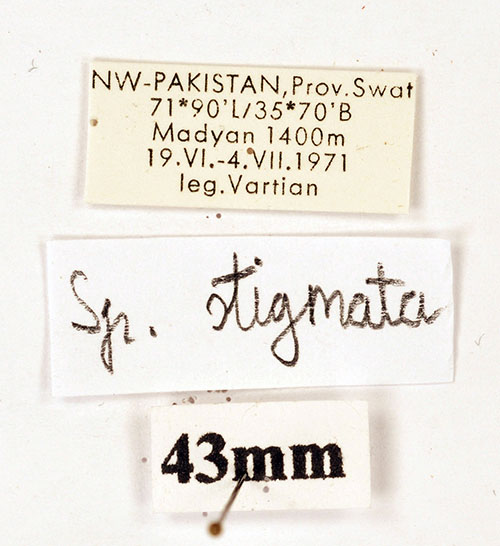 NW-PAKISTAN,Prov.Swat
71*90'L/35*70'B
Madyan 1400m
19.VI.-4.VII.1971
leg.Vartian
Sp. stigmata
43mm